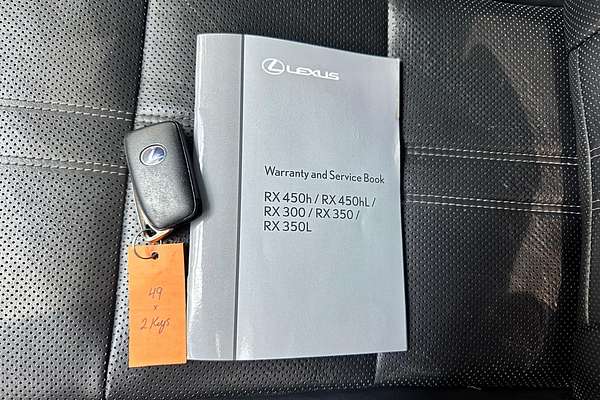 LEXUS
Warranty and Service Book
RX 450h / RX 450hL /
RX 300 / RX 350 /
RX 350L
49
x
2 Keys